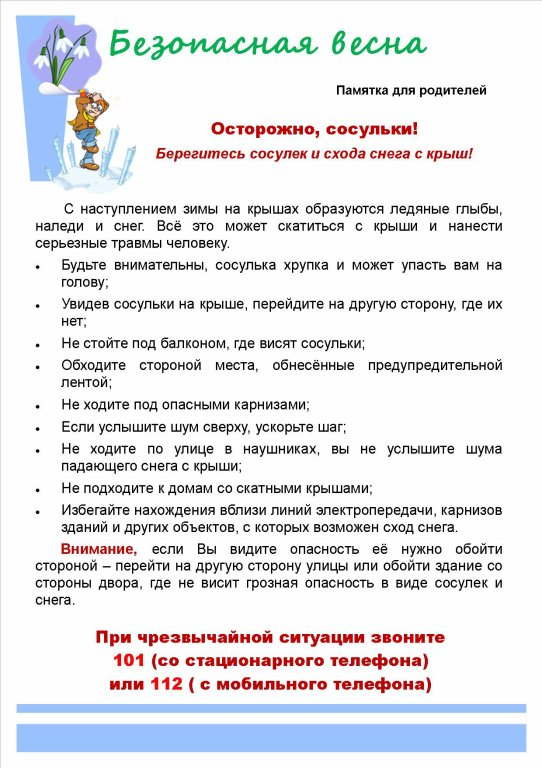 Безопасная весна
Памятка для родителей
Осторожно, сосульки!
Берегитесь сосулек и схода снега с крыш!
С наступлением зимы на крышах образуются ледяные глыбы,
наледи и снег. Всё это может скатиться с крыши и нанести
серьезные травмы человеку.
• Будьте внимательны, сосулька хрупка и может упасть вам на
голову;
• Увидев сосульки на крыше, перейдите на другую сторону, где их
нет;
• Не стойте под балконом, где висят сосульки;
• Обходите стороной места, обнесённые предупредительной
лентой;
• Не ходите под опасными карнизами;
• Если услышите шум сверху, ускорьте шаг;
• Не ходите по улице в наушниках, вы не услышите шума
падающего снега с крыши;
• Не подходите к домам со скатными крышами;
• Избегайте нахождения вблизи линий электропередачи, карнизов
зданий и других объектов, с которых возможен сход снега.
Внимание, если Вы видите опасность её нужно обойти
стороной – перейти на другую сторону улицы или обойти здание со
стороны двора, где не висит грозная опасность в виде сосулек и
снега.
При чрезвычайной ситуации звоните
101 (со стационарного телефона)
или 112 ( с мобильного телефона)